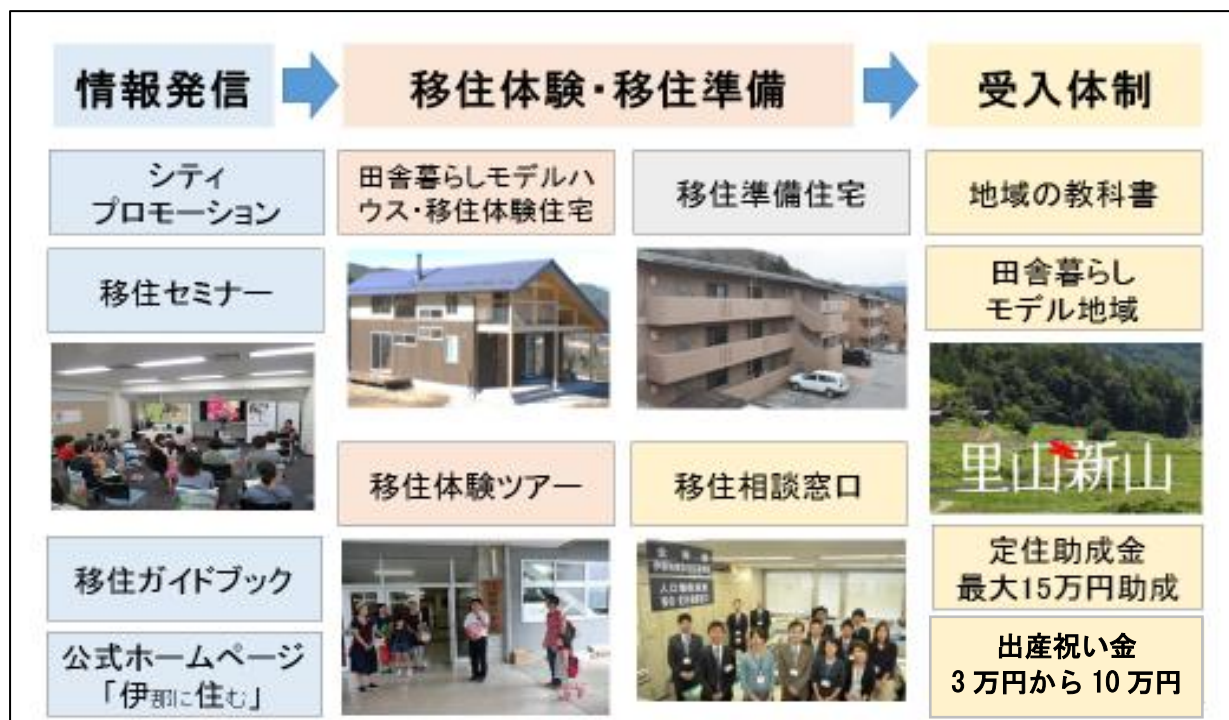 情報発信
移住体験・移住準備
受入体制
シティ
プロモーション
移住セミナー
移住ガイドブック
公式ホームページ
「伊那に住む」
田舎暮らしモデルハ
ウス・移住体験住宅
移住準備住宅
移住体験ツアー
移住相談窓口
地域の教科書
田舎暮らし
モデル地域
里山新山
定住助成金
最大15万円助成
出産祝い金
3万円から10万円